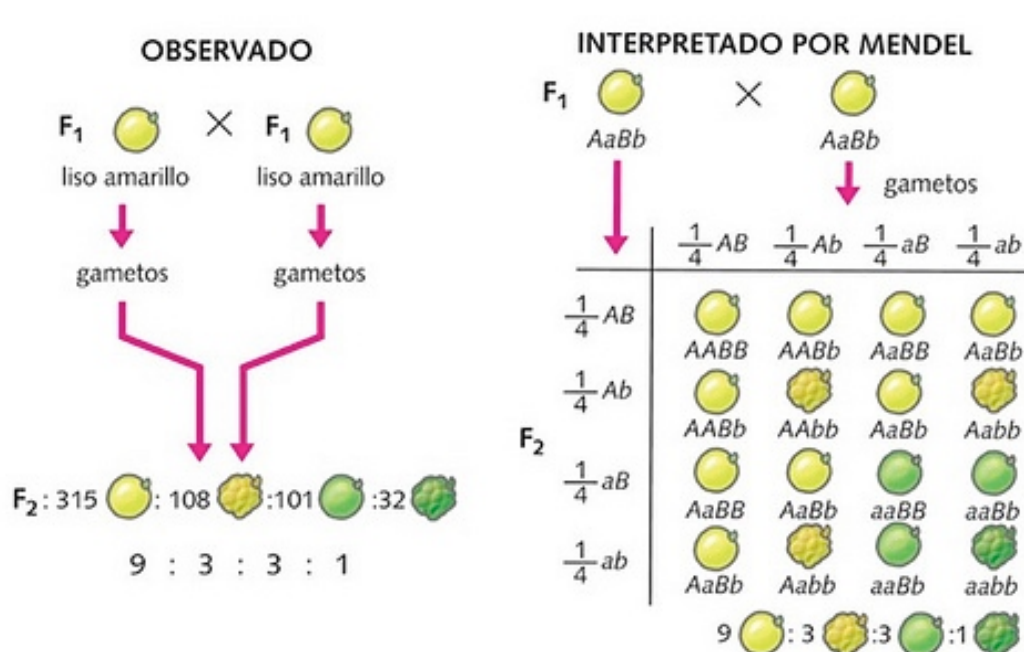 OBSERVADO
F1 × F1
liso amarillo liso amarillo
gametos gametos
F2 : 315 : 108 :101 :32
9 : 3 : 3 : 1
INTERPRETADO POR MENDEL
F1 ×
AaBb AaBb
gametos
1/4 AB 1/4 Ab 1/4 aB 1/4 ab
1/4 AB
AABB AABb AaBB AaBb
1/4 Ab
AABb AAbb AaBb Aabb
F2
1/4 aB
AaBB AaBb aaBB aaBb
1/4 ab
AaBb Aabb aaBb aabb
9 : 3 :3 :1